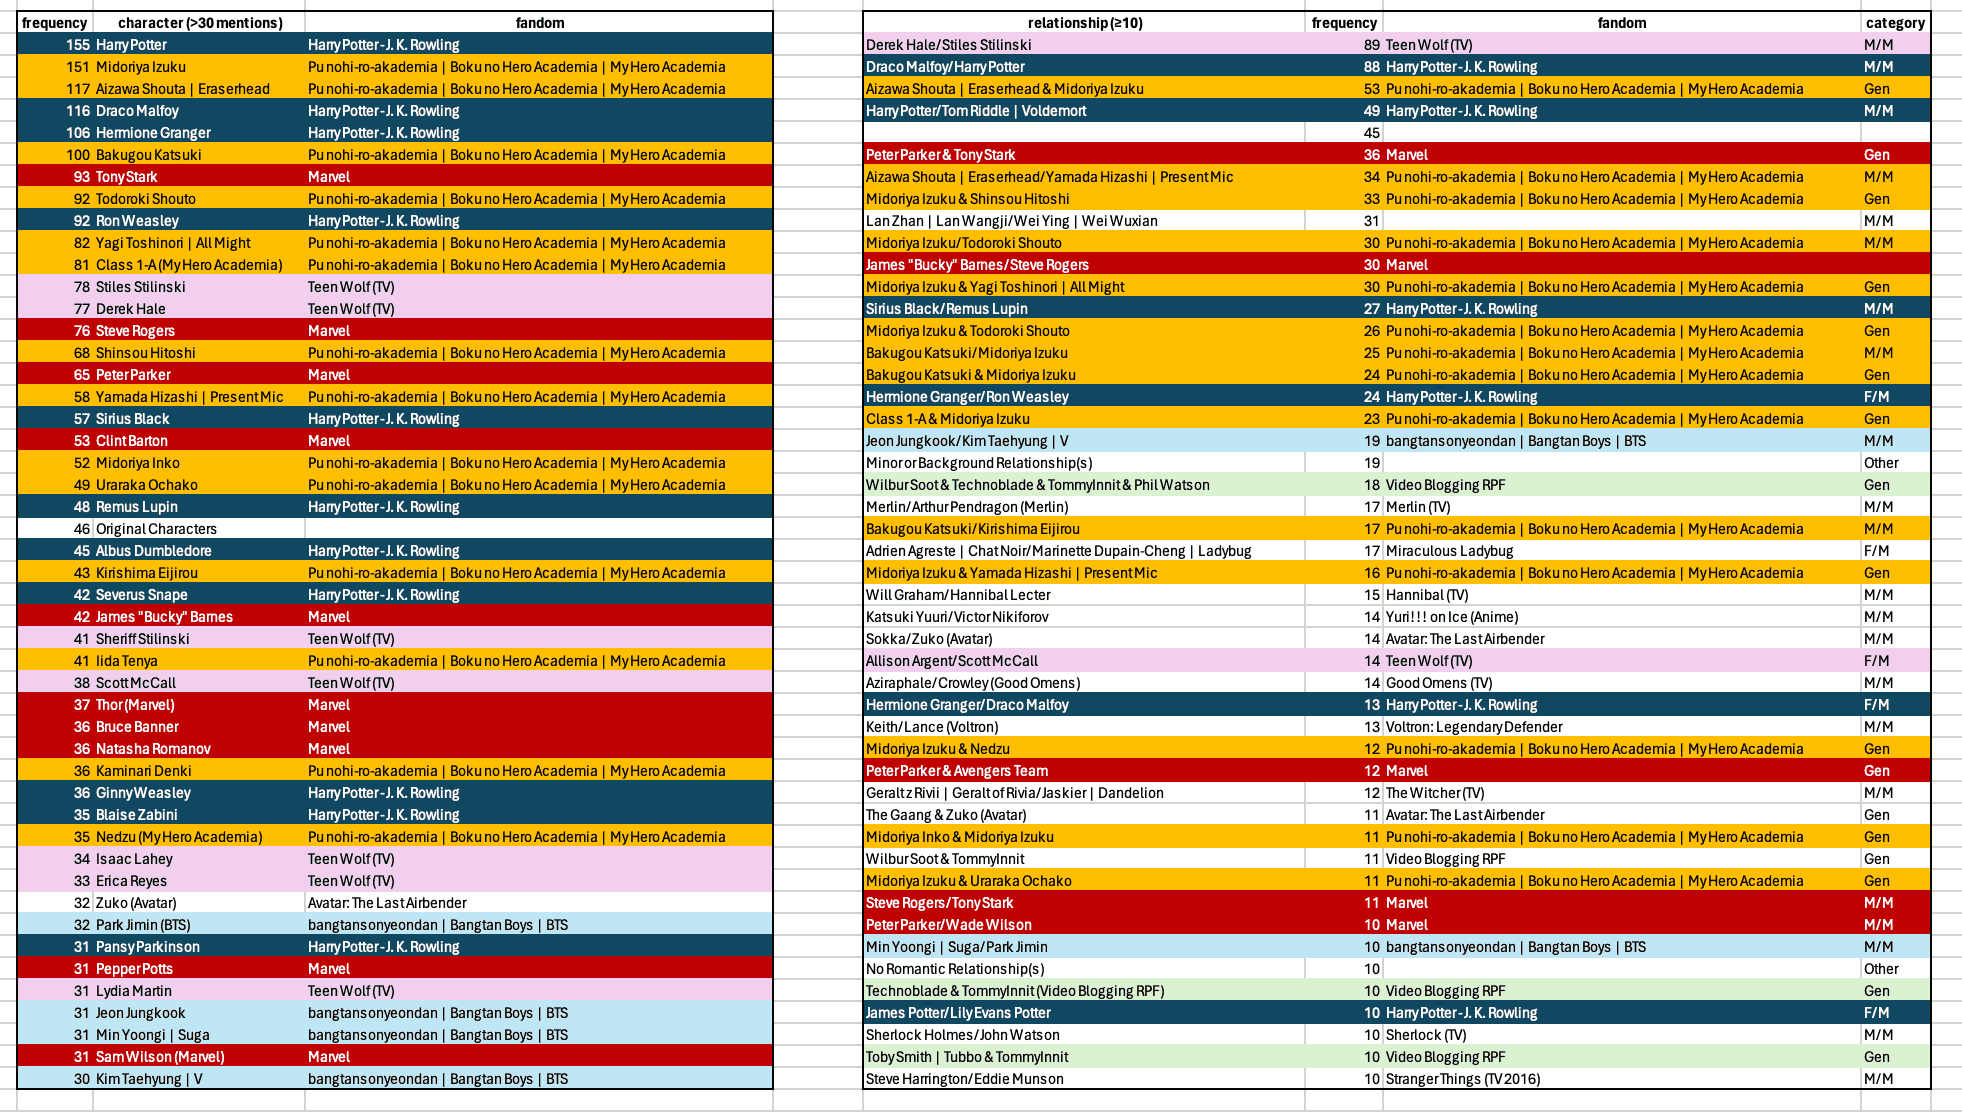 frequency character (>30 mentions) fandom
155 Harry Potter Harry Potter - J. K. Rowling
151 Midoriya Izuku Pu nohi-ro-akademia | Boku no Hero Academia | My Hero Academia
117 Aizawa Shouta | Eraserhead Pu nohi-ro-akademia | Boku no Hero Academia | My Hero Academia
116 Draco Malfoy Harry Potter - J. K. Rowling
106 Hermione Granger Harry Potter - J. K. Rowling
100 Bakugou Katsuki Pu nohi-ro-akademia | Boku no Hero Academia | My Hero Academia
93 Tony Stark Marvel
92 Todoroki Shouto Pu nohi-ro-akademia | Boku no Hero Academia | My Hero Academia
92 Ron Weasley Harry Potter - J. K. Rowling
82 Yagi Toshinori | All Might Pu nohi-ro-akademia | Boku no Hero Academia | My Hero Academia
81 Class 1-A (My Hero Academia) Pu nohi-ro-akademia | Boku no Hero Academia | My Hero Academia
78 Stiles Stilinski Teen Wolf (TV)
77 Derek Hale Teen Wolf (TV)
76 Steve Rogers Marvel
68 Shinsou Hitoshi Pu nohi-ro-akademia | Boku no Hero Academia | My Hero Academia
65 Peter Parker Marvel
58 Yamada Hizashi | Present Mic Pu nohi-ro-akademia | Boku no Hero Academia | My Hero Academia
57 Sirius Black Harry Potter - J. K. Rowling
53 Clint Barton Marvel
52 Midoriya Inko Pu nohi-ro-akademia | Boku no Hero Academia | My Hero Academia
49 Uraraka Ochako Pu nohi-ro-akademia | Boku no Hero Academia | My Hero Academia
48 Remus Lupin Harry Potter - J. K. Rowling
46 Original Characters
45 Albus Dumbledore Harry Potter - J. K. Rowling
43 Kirishima Eijirou Pu nohi-ro-akademia | Boku no Hero Academia | My Hero Academia
42 Severus Snape Harry Potter - J. K. Rowling
42 James "Bucky" Barnes Marvel
41 Sheriff Stilinski Teen Wolf (TV)
41 Iida Tenya Pu nohi-ro-akademia | Boku no Hero Academia | My Hero Academia
38 Scott McCall Teen Wolf (TV)
37 Thor (Marvel) Marvel
36 Bruce Banner Marvel
36 Natasha Romanov Marvel
36 Kaminari Denki Pu nohi-ro-akademia | Boku no Hero Academia | My Hero Academia
36 Ginny Weasley Harry Potter - J. K. Rowling
35 Blaise Zabini Harry Potter - J. K. Rowling
35 Nedzu (My Hero Academia) Pu nohi-ro-akademia | Boku no Hero Academia | My Hero Academia
34 Isaac Lahey Teen Wolf (TV)
33 Erica Reyes Teen Wolf (TV)
32 Zuko (Avatar) Avatar: The Last Airbender
32 Park Jimin (BTS) bangtansonyeondan | Bangtan Boys | BTS
31 Pansy Parkinson Harry Potter - J. K. Rowling
31 Pepper Potts Marvel
31 Lydia Martin Teen Wolf (TV)
31 Jeon Jungkook bangtansonyeondan | Bangtan Boys | BTS
31 Min Yoongi | Suga bangtansonyeondan | Bangtan Boys | BTS
31 Sam Wilson (Marvel) Marvel
30 Kim Taehyung | V bangtansonyeondan | Bangtan Boys | BTS
relationship (≥10) frequency fandom category
Derek Hale/Stiles Stilinski 89 Teen Wolf (TV) M/M
Draco Malfoy/Harry Potter 88 Harry Potter - J. K. Rowling M/M
Aizawa Shouta | Eraserhead & Midoriya Izuku 53 Pu nohi-ro-akademia | Boku no Hero Academia | My Hero Academia Gen
Harry Potter/Tom Riddle | Voldemort 49 Harry Potter - J. K. Rowling M/M
45
Peter Parker & Tony Stark 36 Marvel Gen
Aizawa Shouta | Eraserhead/Yamada Hizashi | Present Mic 34 Pu nohi-ro-akademia | Boku no Hero Academia | My Hero Academia M/M
Midoriya Izuku & Shinsou Hitoshi 33 Pu nohi-ro-akademia | Boku no Hero Academia | My Hero Academia Gen
Lan Zhan | Lan Wangji/Wei Ying | Wei Wuxian 31 M/M
Midoriya Izuku/Todoroki Shouto 30 Pu nohi-ro-akademia | Boku no Hero Academia | My Hero Academia M/M
James "Bucky" Barnes/Steve Rogers 30 Marvel
Midoriya Izuku & Yagi Toshinori | All Might 30 Pu nohi-ro-akademia | Boku no Hero Academia | My Hero Academia Gen
Sirius Black/Remus Lupin 27 Harry Potter - J. K. Rowling M/M
Midoriya Izuku & Todoroki Shouto 26 Pu nohi-ro-akademia | Boku no Hero Academia | My Hero Academia Gen
Bakugou Katsuki/Midoriya Izuku 25 Pu nohi-ro-akademia | Boku no Hero Academia | My Hero Academia M/M
Bakugou Katsuki & Midoriya Izuku 24 Pu nohi-ro-akademia | Boku no Hero Academia | My Hero Academia Gen
Hermione Granger/Ron Weasley 24 Harry Potter - J. K. Rowling F/M
Class 1-A & Midoriya Izuku 23 Pu nohi-ro-akademia | Boku no Hero Academia | My Hero Academia Gen
Jeon Jungkook/Kim Taehyung | V 19 bangtansonyeondan | Bangtan Boys | BTS M/M
Minor or Background Relationship(s) 19 Other
Wilbur Soot & Technoblade & TommyInnit & Phil Watson 18 Video Blogging RPF Gen
Merlin/Arthur Pendragon (Merlin) 17 Merlin (TV) M/M
Bakugou Katsuki/Kirishima Eijirou 17 Pu nohi-ro-akademia | Boku no Hero Academia | My Hero Academia M/M
Adrien Agreste | Chat Noir/Marinette Dupain-Cheng | Ladybug 17 Miraculous Ladybug F/M
Midoriya Izuku & Yamada Hizashi | Present Mic 16 Pu nohi-ro-akademia | Boku no Hero Academia | My Hero Academia Gen
Will Graham/Hannibal Lecter 15 Hannibal (TV) M/M
Katsuki Yuuri/Victor Nikiforov 14 Yuri!!! on Ice (Anime) M/M
Sokka/Zuko (Avatar) 14 Avatar: The Last Airbender M/M
Allison Argent/Scott McCall 14 Teen Wolf (TV) F/M
Aziraphale/Crowley (Good Omens) 14 Good Omens (TV) M/M
Hermione Granger/Draco Malfoy 13 Harry Potter - J. K. Rowling F/M
Keith/Lance (Voltron) 13 Voltron: Legendary Defender M/M
Midoriya Izuku & Nedzu 12 Pu nohi-ro-akademia | Boku no Hero Academia | My Hero Academia Gen
Peter Parker & Avengers Team 12 Marvel Gen
Geralt z Rivii | Geralt of Rivia/Jaskier | Dandelion 12 The Witcher (TV) M/M
The Gaang & Zuko (Avatar) 11 Avatar: The Last Airbender Gen
Midoriya Inko & Midoriya Izuku 11 Pu nohi-ro-akademia | Boku no Hero Academia | My Hero Academia Gen
Wilbur Soot & TommyInnit 11 Video Blogging RPF Gen
Midoriya Izuku & Uraraka Ochako 11 Pu nohi-ro-akademia | Boku no Hero Academia | My Hero Academia Gen
Steve Rogers/Tony Stark 11 Marvel M/M
Peter Parker/Wade Wilson 10 Marvel M/M
Min Yoongi | Suga/Park Jimin 10 bangtansonyeondan | Bangtan Boys | BTS M/M
No Romantic Relationship(s) 10 Other
Technoblade & TommyInnit (Video Blogging RPF) 10 Video Blogging RPF Gen
James Potter/Lily Evans Potter 10 Harry Potter - J. K. Rowling F/M
Sherlock Holmes/John Watson 10 Sherlock (TV) M/M
Toby Smith | Tubbo & TommyInnit 10 Video Blogging RPF Gen
Steve Harrington/Eddie Munson 10 Stranger Things (TV 2016) M/M